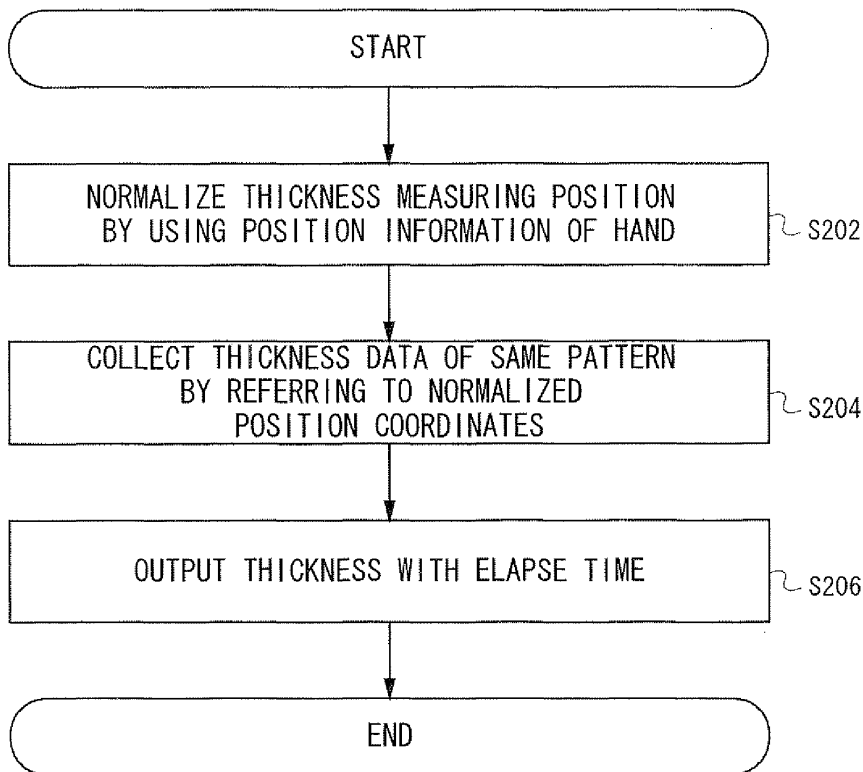 START
NORMALIZE THICKNESS MEASURING POSITION
BY USING POSITION INFORMATION OF HAND
S202
COLLECT THICKNESS DATA OF SAME PATTERN
BY REFERRING TO NORMALIZED
POSITION COORDINATES
S204
OUTPUT THICKNESS WITH ELAPSE TIME
S206
END